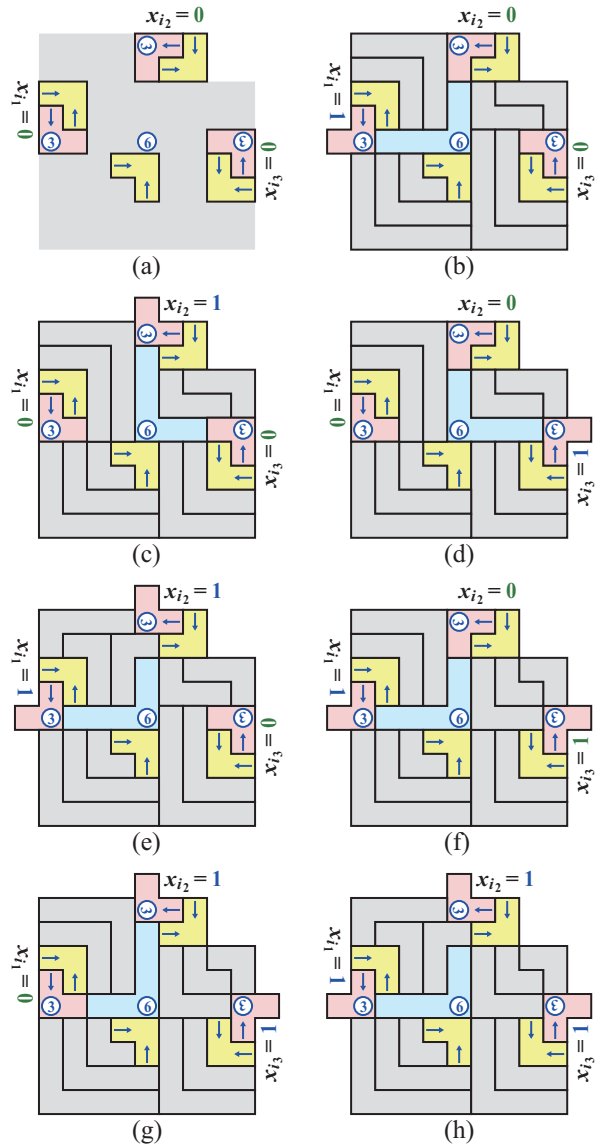 x_{i_2} = 0
3
x_{i_1} = 0
3 6 3
x_{i_3} = 0
(a)
x_{i_2} = 0
3
x_{i_1} = 1
3 6 3
x_{i_3} = 0
(b)
x_{i_2} = 1
3
x_{i_1} = 0
3 6 3
x_{i_3} = 0
(c)
x_{i_2} = 0
3
x_{i_1} = 0
3 6 3
x_{i_3} = 1
(d)
x_{i_2} = 1
3
x_{i_1} = 1
3 6 3
x_{i_3} = 0
(e)
x_{i_2} = 0
3
x_{i_1} = 1
3 6 3
x_{i_3} = 1
(f)
x_{i_2} = 1
3
x_{i_1} = 0
3 6 3
x_{i_3} = 1
(g)
x_{i_2} = 1
3
x_{i_1} = 1
3 6 3
x_{i_3} = 1
(h)